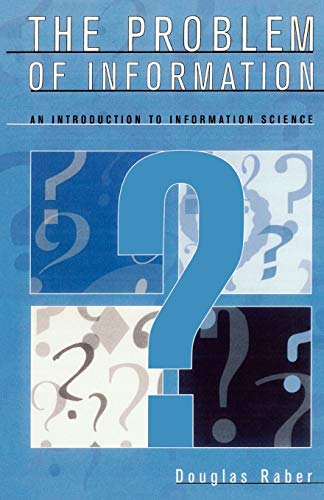 THE PROBLEM
OF INFORMATION
AN INTRODUCTION TO INFORMATION SCIENCE
?
Douglas Raber